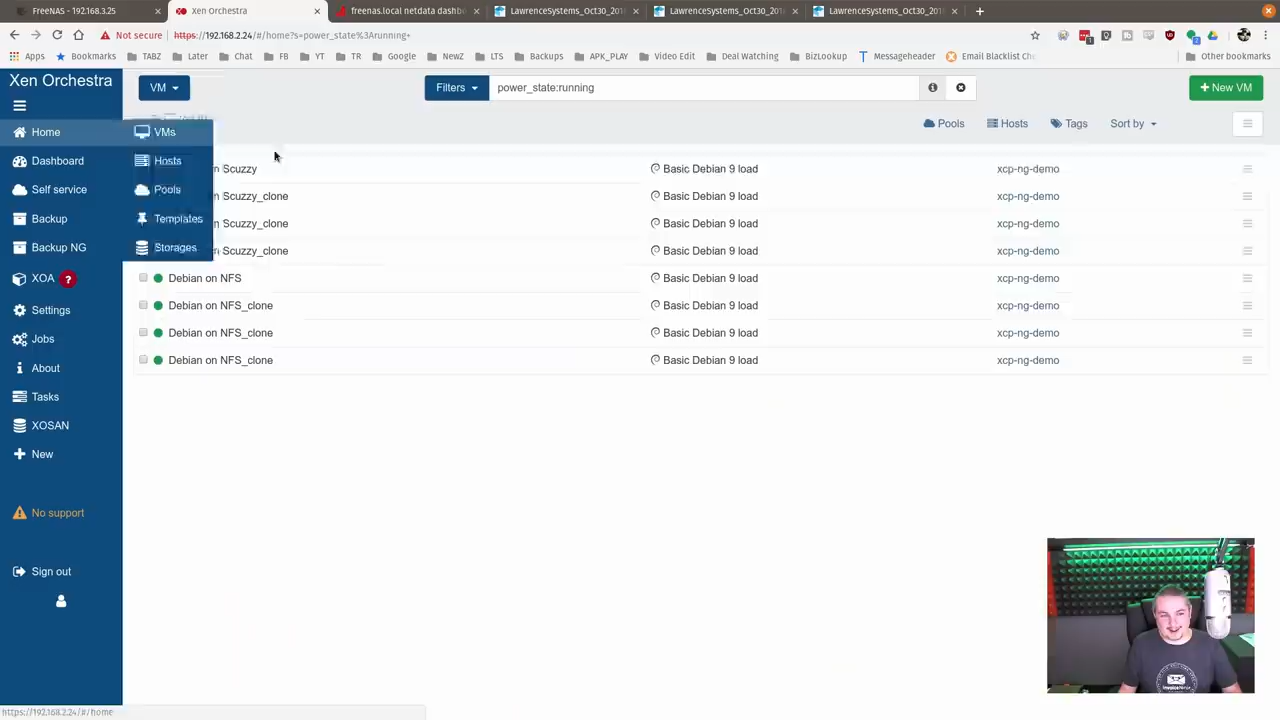 FreeNAS - 192.168.3.25
Xen Orchestra
freenas.local netdata dashb
LawrenceSystems_Oct30_201
LawrenceSystems_Oct30_201
LawrenceSystems_Oct30_201
Not secure
https://192.168.2.24/#/home?s=power_state%3Arunning+
Apps
Bookmarks
TABZ
Later
Chat
FB
YT
TR
Google
NewZ
LTS
Backups
APK_PLAY
Video Edit
Deal Watching
BizLookup
Messageheader
Email Blacklist Che
Other bookmarks
Xen Orchestra
VM
Filters
power_state:running
+ New VM
Pools
Hosts
Tags
Sort by
Home
Dashboard
Self service
Backup
Backup NG
XOA ?
Settings
Jobs
About
Tasks
XOSAN
New
No support
Sign out
VMs
Hosts
Pools
Templates
Storages
n Scuzzy Basic Debian 9 load xcp-ng-demo
n Scuzzy_clone Basic Debian 9 load xcp-ng-demo
n Scuzzy_clone Basic Debian 9 load xcp-ng-demo
n Scuzzy_clone Basic Debian 9 load xcp-ng-demo
Debian on NFS Basic Debian 9 load xcp-ng-demo
Debian on NFS_clone Basic Debian 9 load xcp-ng-demo
Debian on NFS_clone Basic Debian 9 load xcp-ng-demo
Debian on NFS_clone Basic Debian 9 load xcp-ng-demo
https://192.168.2.24/#/home